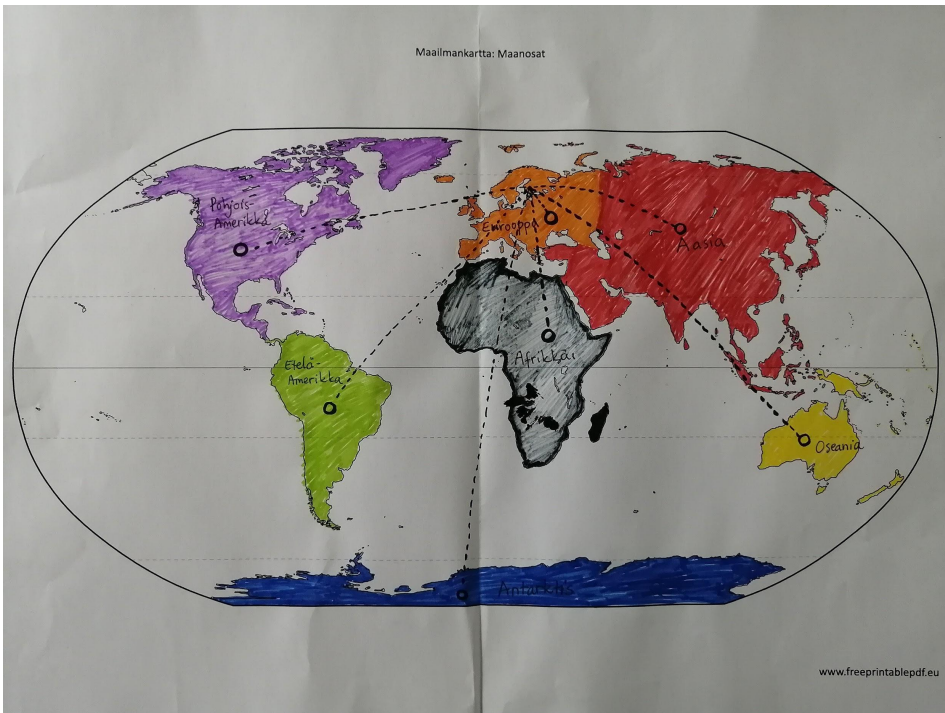 Maailmankartta: Maanosat
Pohjois-
Amerikka
Eurooppa
Aasia
Etelä-
Amerikka
Afrikka
Oseania
Antarktis
www.freeprintablepdf.eu